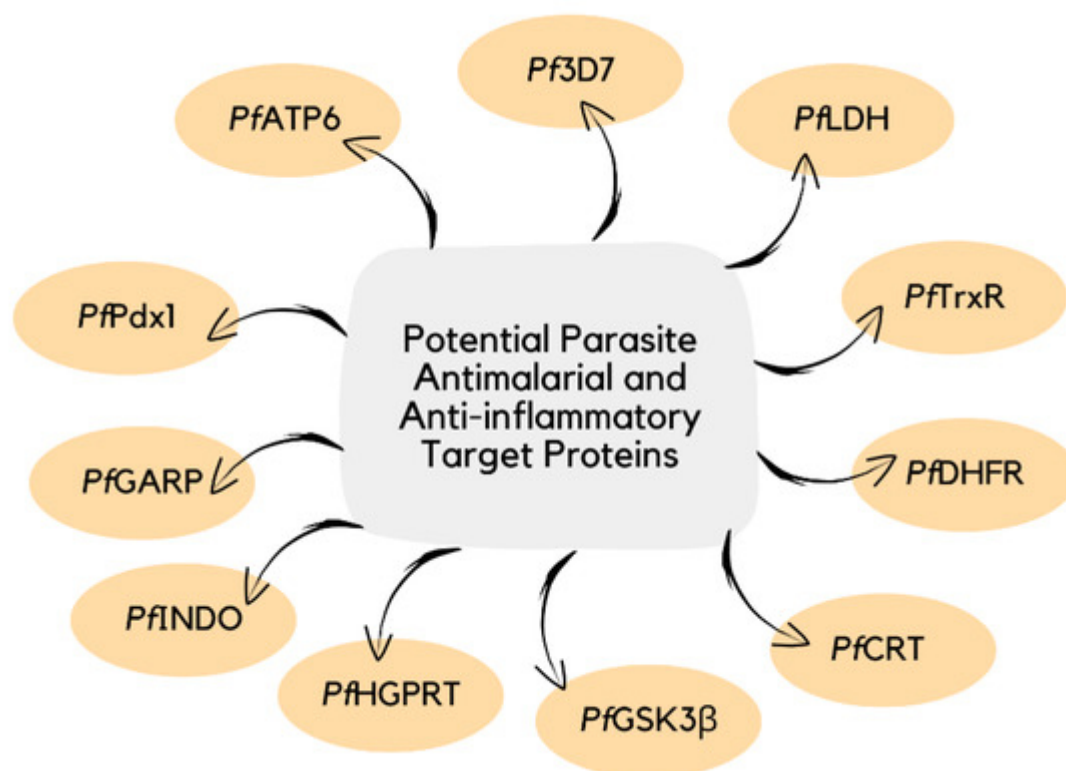 Pf3D7
PfATP6
PfLDH
PfPdx1
PfTrxR
Potential Parasite
Antimalarial and
Anti-inflammatory
Target Proteins
PfGARP
PfDHFR
PfINDO
PfHGPRT
PfGSK3β
PfCRT